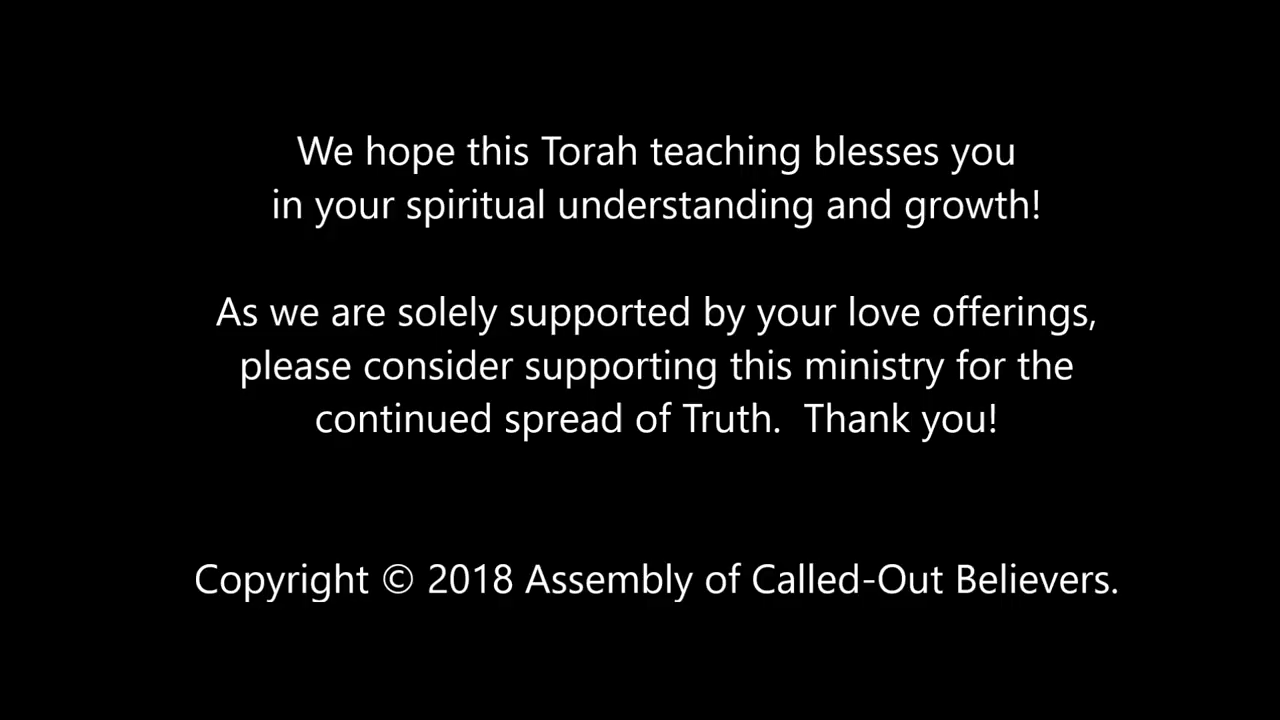 We hope this Torah teaching blesses you
in your spiritual understanding and growth!
As we are solely supported by your love offerings,
please consider supporting this ministry for the
continued spread of Truth.  Thank you!
Copyright © 2018 Assembly of Called-Out Believers.